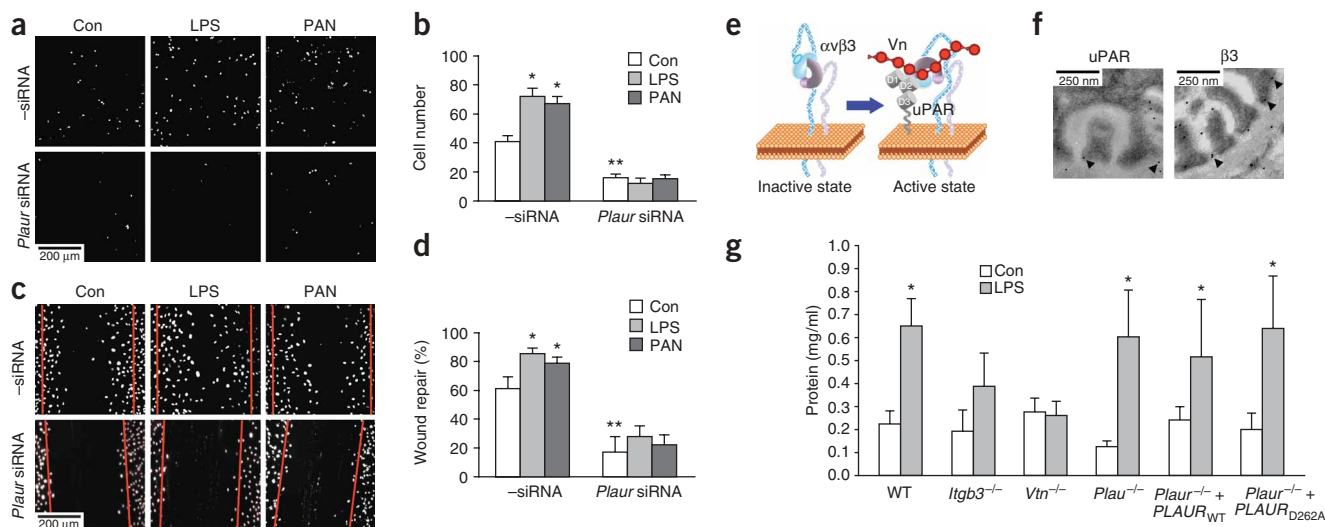 a
Con LPS PAN
–siRNA
Plaur siRNA
200 µm
b
Cell number
100
80
60
40
20
0
Con
LPS
PAN
* *
**
–siRNA Plaur siRNA
c
Con LPS PAN
–siRNA
Plaur siRNA
200 µm
d
Wound repair (%)
100
80
60
40
20
0
Con
LPS
PAN
* *
**
–siRNA Plaur siRNA
e
αvβ3
Vn
D1
D2
D3
uPAR
Inactive state Active state
f
uPAR β3
250 nm 250 nm
g
Protein (mg/ml)
1.0
0.9
0.8
0.7
0.6
0.5
0.4
0.3
0.2
0.1
0.0
Con
LPS
* * * *
WT Itgb3–/– Vtn–/– Plau–/– Plaur–/– + Plaur–/– +
PLAURWT PLAURD262A